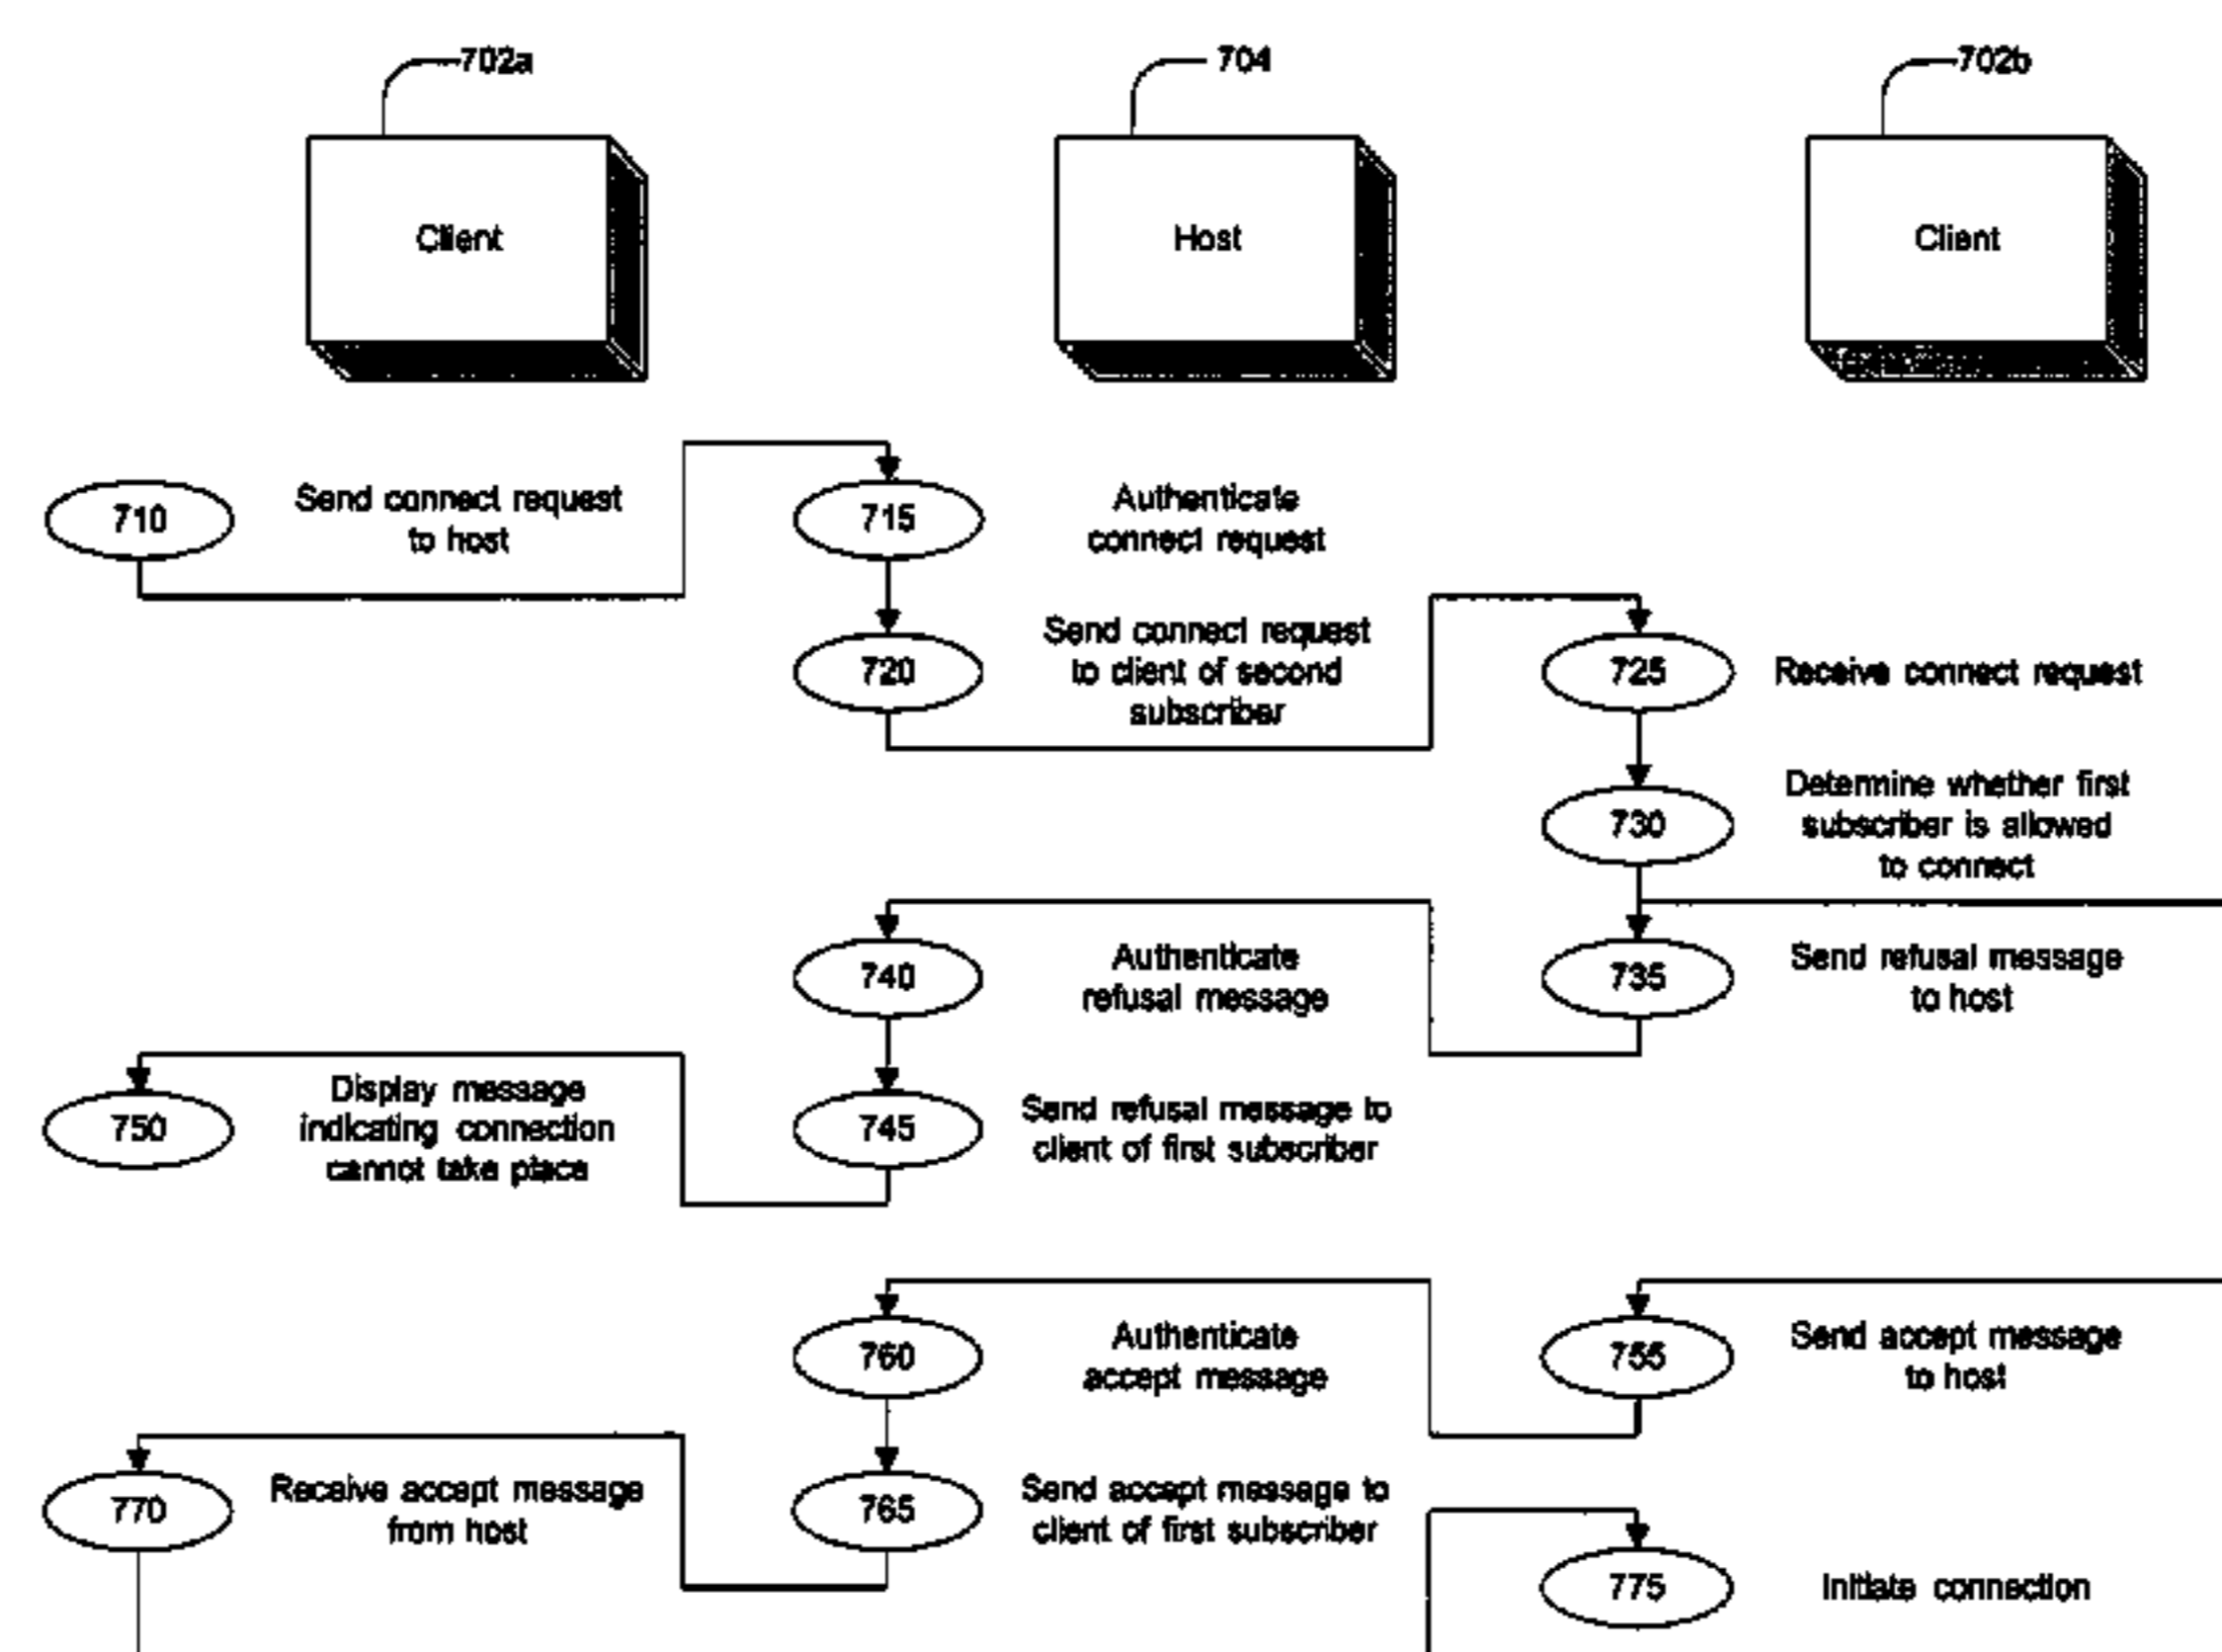 702a
704
702b
Client
Host
Client
710
Send connect request
to host
715
Authenticate
connect request
720
Send connect request
to client of second
subscriber
725
Receive connect request
730
Determine whether first
subscriber is allowed
to connect
735
Send refusal message
to host
740
Authenticate
refusal message
745
Send refusal message to
client of first subscriber
750
Display message
indicating connection
cannot take place
755
Send accept message
to host
760
Authenticate
accept message
765
Send accept message to
client of first subscriber
770
Receive accept message
from host
775
Initiate connection